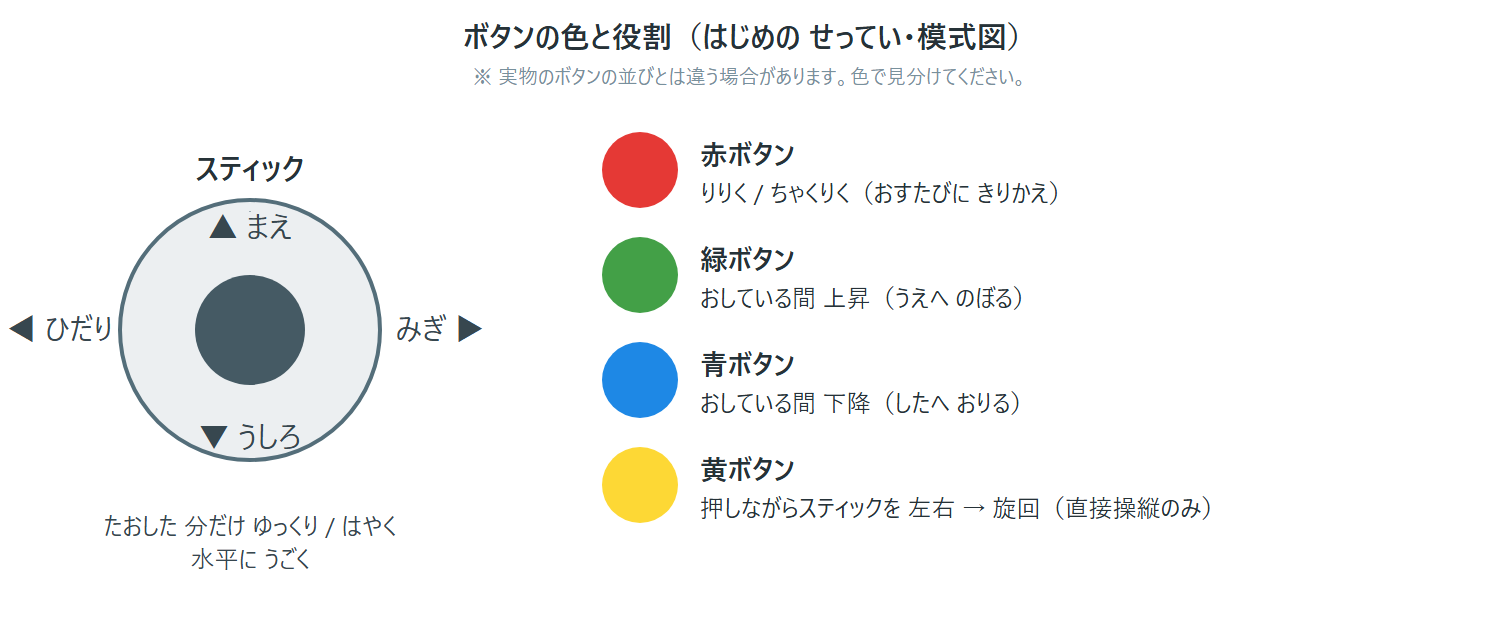 ボタンの色と役割（はじめの せってい・模式図）
※ 実物のボタンの並びとは違う場合があります。色で見分けてください。
スティック
▲ まえ
◀ ひだり
みぎ ▶
▼ うしろ
たおした 分だけ ゆっくり / はやく
水平に うごく
赤ボタン
りりく / ちゃくりく（おすたびに きりかえ）
緑ボタン
おしている間 上昇（うえへ のぼる）
青ボタン
おしている間 下降（したへ おりる）
黄ボタン
押しながらスティックを 左右 → 旋回（直接操縦のみ）